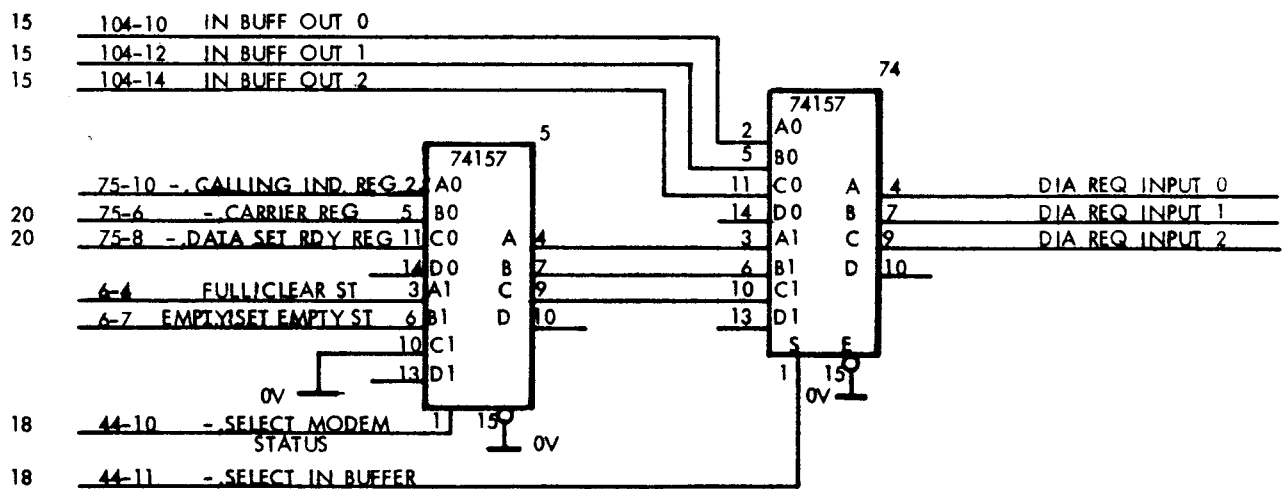 15 104-10 IN BUFF OUT 0
15 104-12 IN BUFF OUT 1
15 104-14 IN BUFF OUT 2
74
74157
2 A0
5 B0
11 C0 A 4 DIA REQ INPUT 0
14 D0 B 7 DIA REQ INPUT 1
3 A1 C 9 DIA REQ INPUT 2
6 B1 D 10
10 C1
13 D1
S E
1 15
0V
5
74157
75-10 -.CALLING IND. REG 2 A0
20 75-6 -.CARRIER REG 5 B0
20 75-8 -.DATA SET RDY REG 11 C0 A 4
14 D0 B 7
6-4 FULL|CLEAR ST 3 A1 C 9
6-7 EMPTY|SET EMPTY ST 6 B1 D 10
10 C1
0V 13 D1
18 44-10 -.SELECT MODEM STATUS 1 15 0V
18 44-11 -.SELECT IN BUFFER